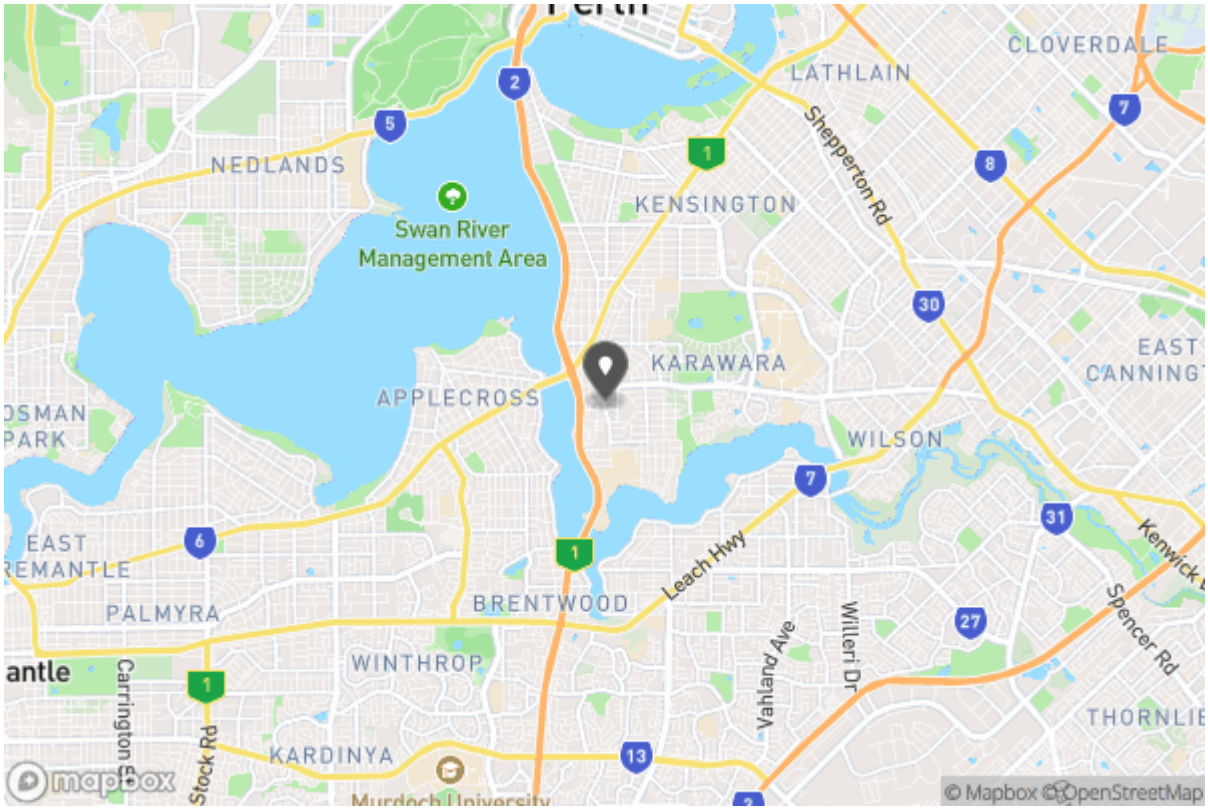 Perth
CLOVERDALE
LATHLAIN
2
7
5
Shepperton Rd
1
8
NEDLANDS
KENSINGTON
Swan River
Management Area
30
KARAWARA
EAST
CANNINGT
APPLECROSS
OSMAN
PARK
WILSON
7
31
6
EAST
REMANTLE
1
Kenwick
Leach Hwy
BRENTWOOD
PALMYRA
Willeri Dr
27
Spencer Rd
Vahland Ave
WINTHROP
antle
Carrington
1
THORNLIE
Stock Rd
KARDINYA
13
mapbox
Murdoch University
3
© Mapbox © OpenStreetMap